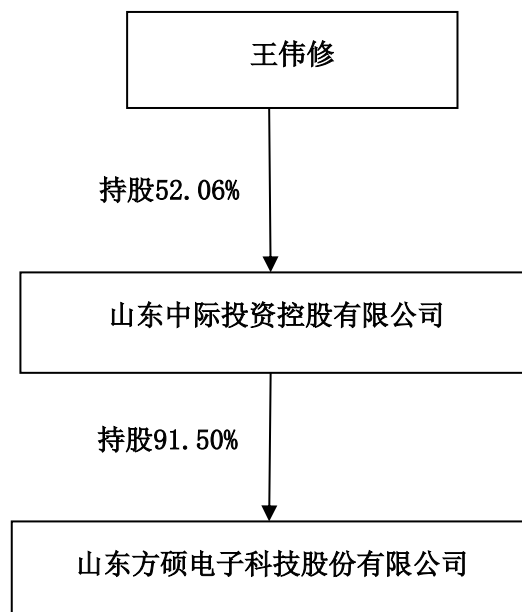 王伟修
持股52.06%
山东中际投资控股有限公司
持股91.50%
山东方硕电子科技股份有限公司